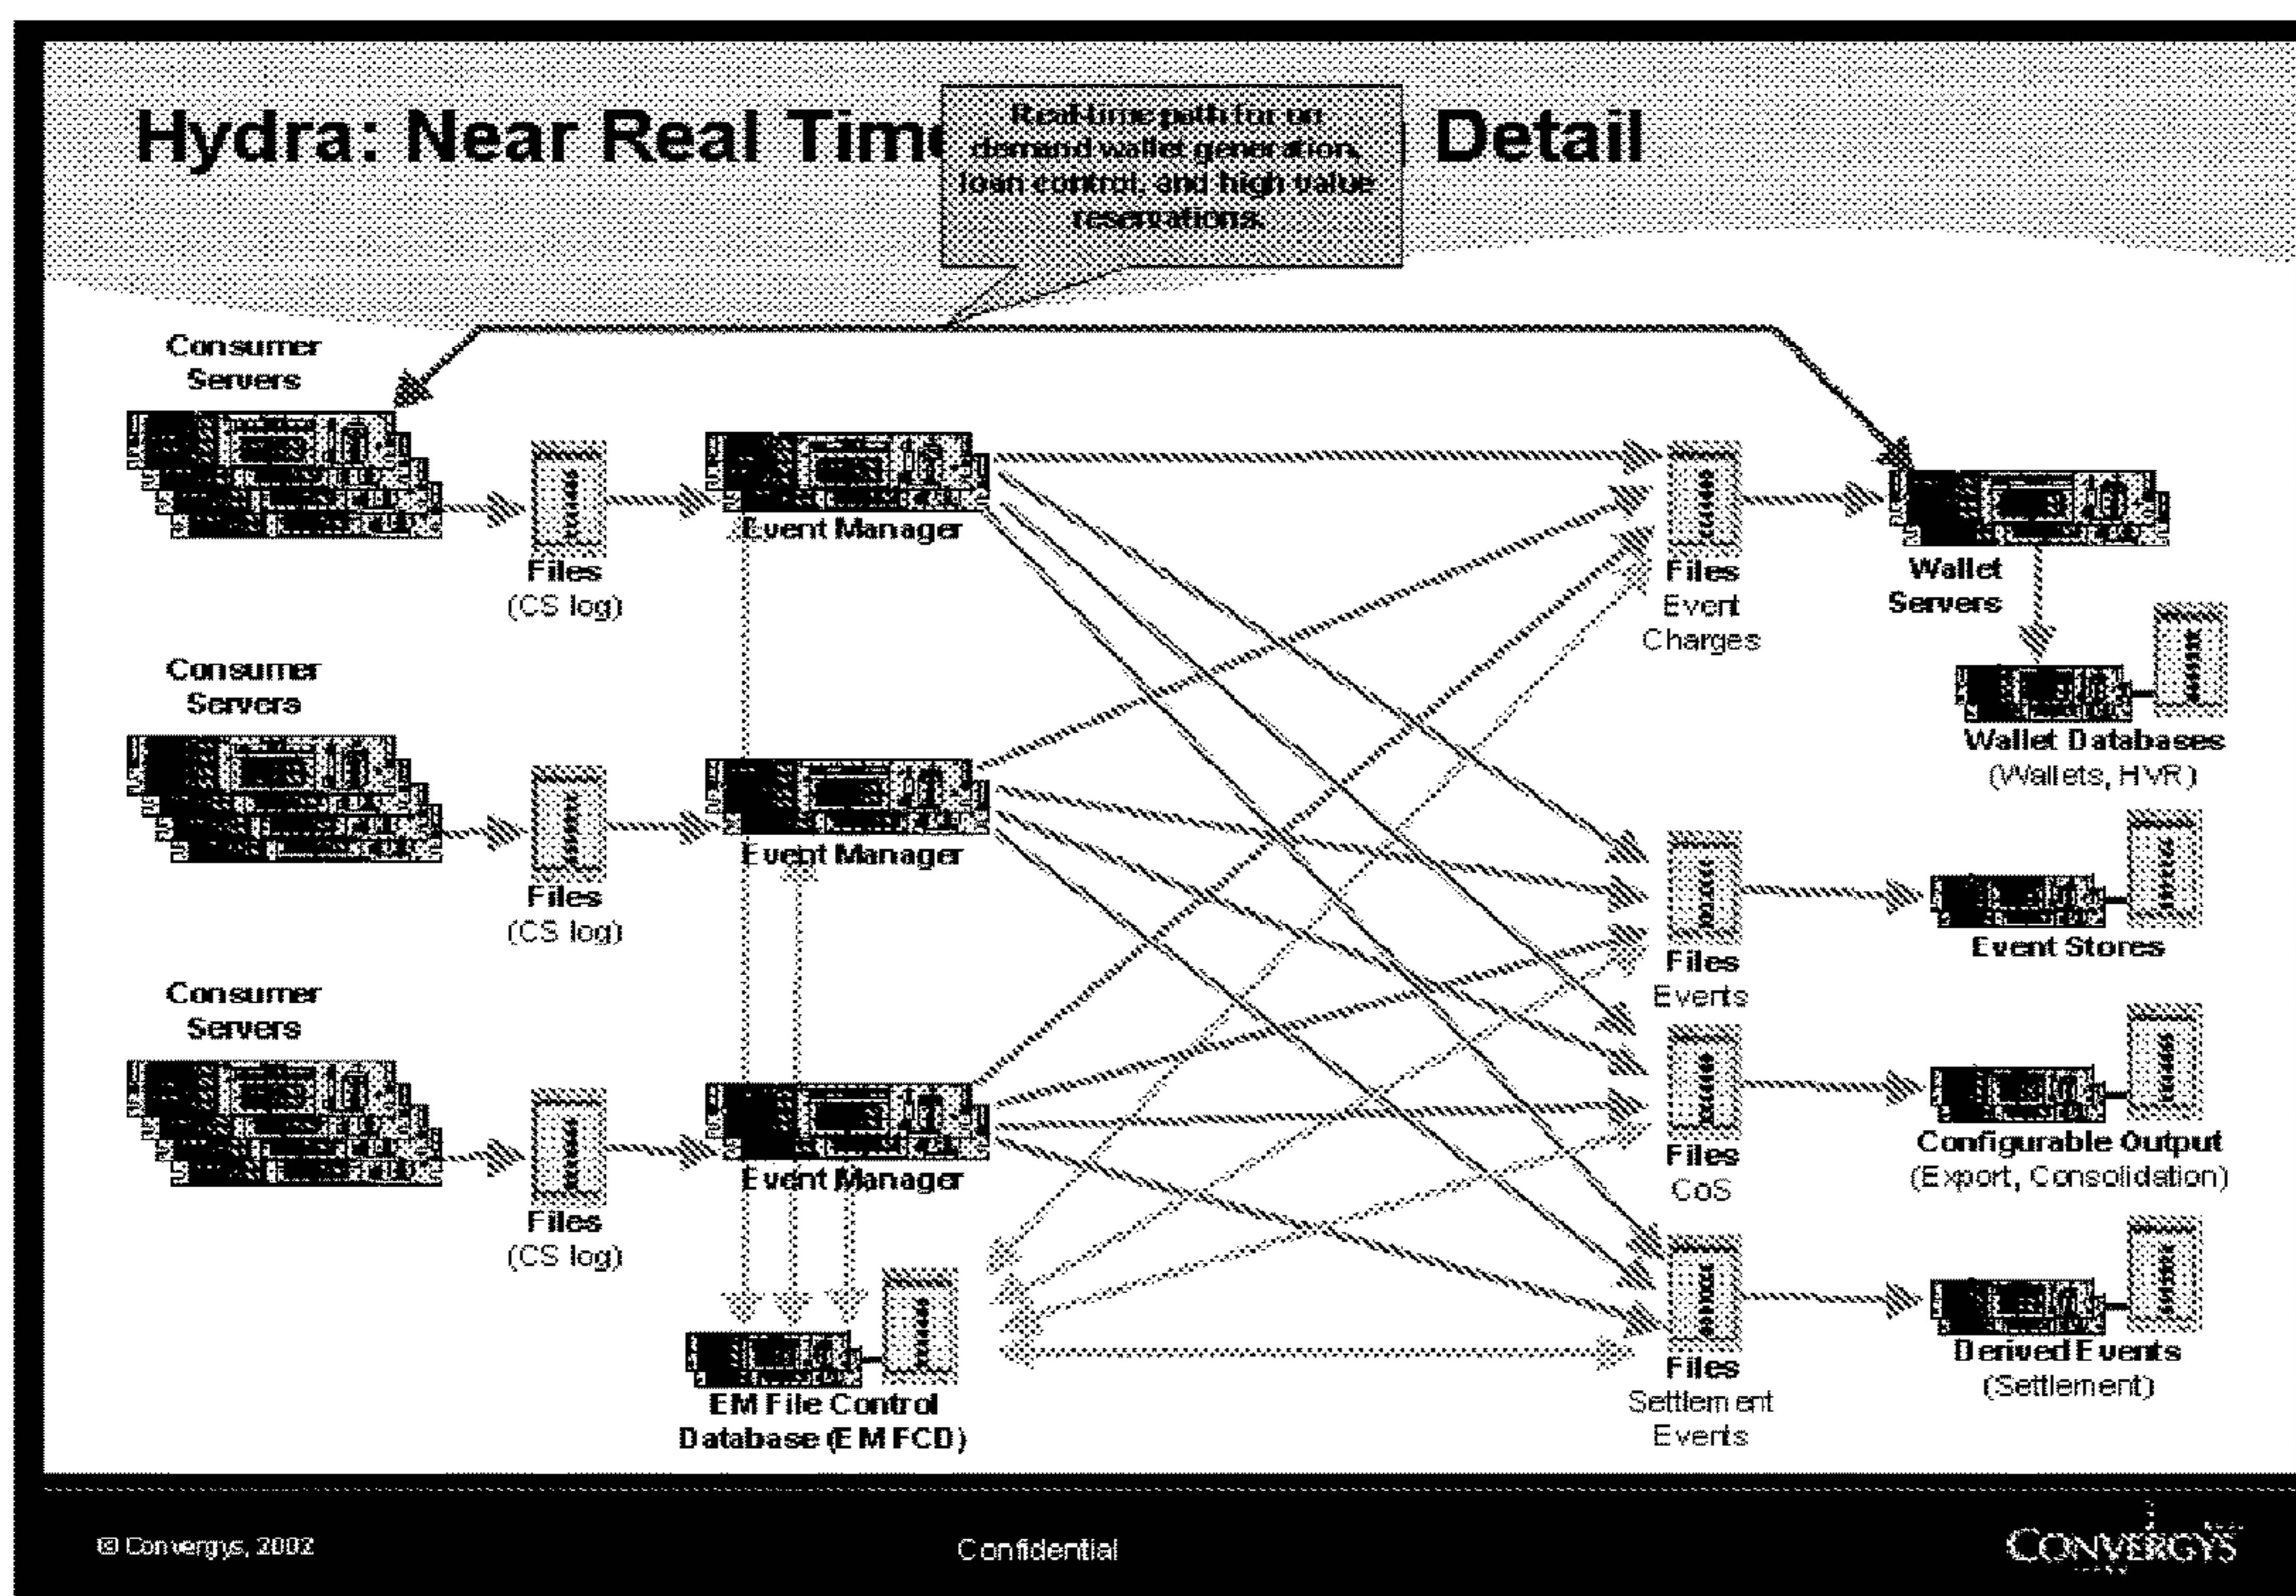 Hydra: Near Real Time Detail
Real-time path for on
demand wallet generation,
loan control, and high value
reservations.
Consumer
Servers
Files
(CS log)
Event Manager
Files
Event
Charges
Wallet
Servers
Wallet Databases
(Wallets, HVR)
Consumer
Servers
Files
(CS log)
Event Manager
Files
Events
Event Stores
Consumer
Servers
Files
(CS log)
Event Manager
Files
CoS
Configurable Output
(Export, Consolidation)
EM File Control
Database (EMFCD)
Files
Settlement
Events
Derived Events
(Settlement)
© Convergys, 2002
Confidential
CONVERGYS